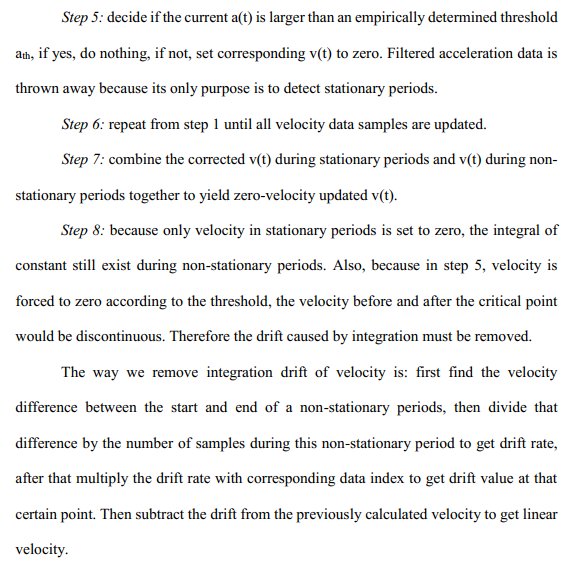 Step 5: decide if the current a(t) is larger than an empirically determined threshold
ath, if yes, do nothing, if not, set corresponding v(t) to zero. Filtered acceleration data is
thrown away because its only purpose is to detect stationary periods.
Step 6: repeat from step 1 until all velocity data samples are updated.
Step 7: combine the corrected v(t) during stationary periods and v(t) during non-
stationary periods together to yield zero-velocity updated v(t).
Step 8: because only velocity in stationary periods is set to zero, the integral of
constant still exist during non-stationary periods. Also, because in step 5, velocity is
forced to zero according to the threshold, the velocity before and after the critical point
would be discontinuous. Therefore the drift caused by integration must be removed.
The way we remove integration drift of velocity is: first find the velocity
difference between the start and end of a non-stationary periods, then divide that
difference by the number of samples during this non-stationary period to get drift rate,
after that multiply the drift rate with corresponding data index to get drift value at that
certain point. Then subtract the drift from the previously calculated velocity to get linear
velocity.